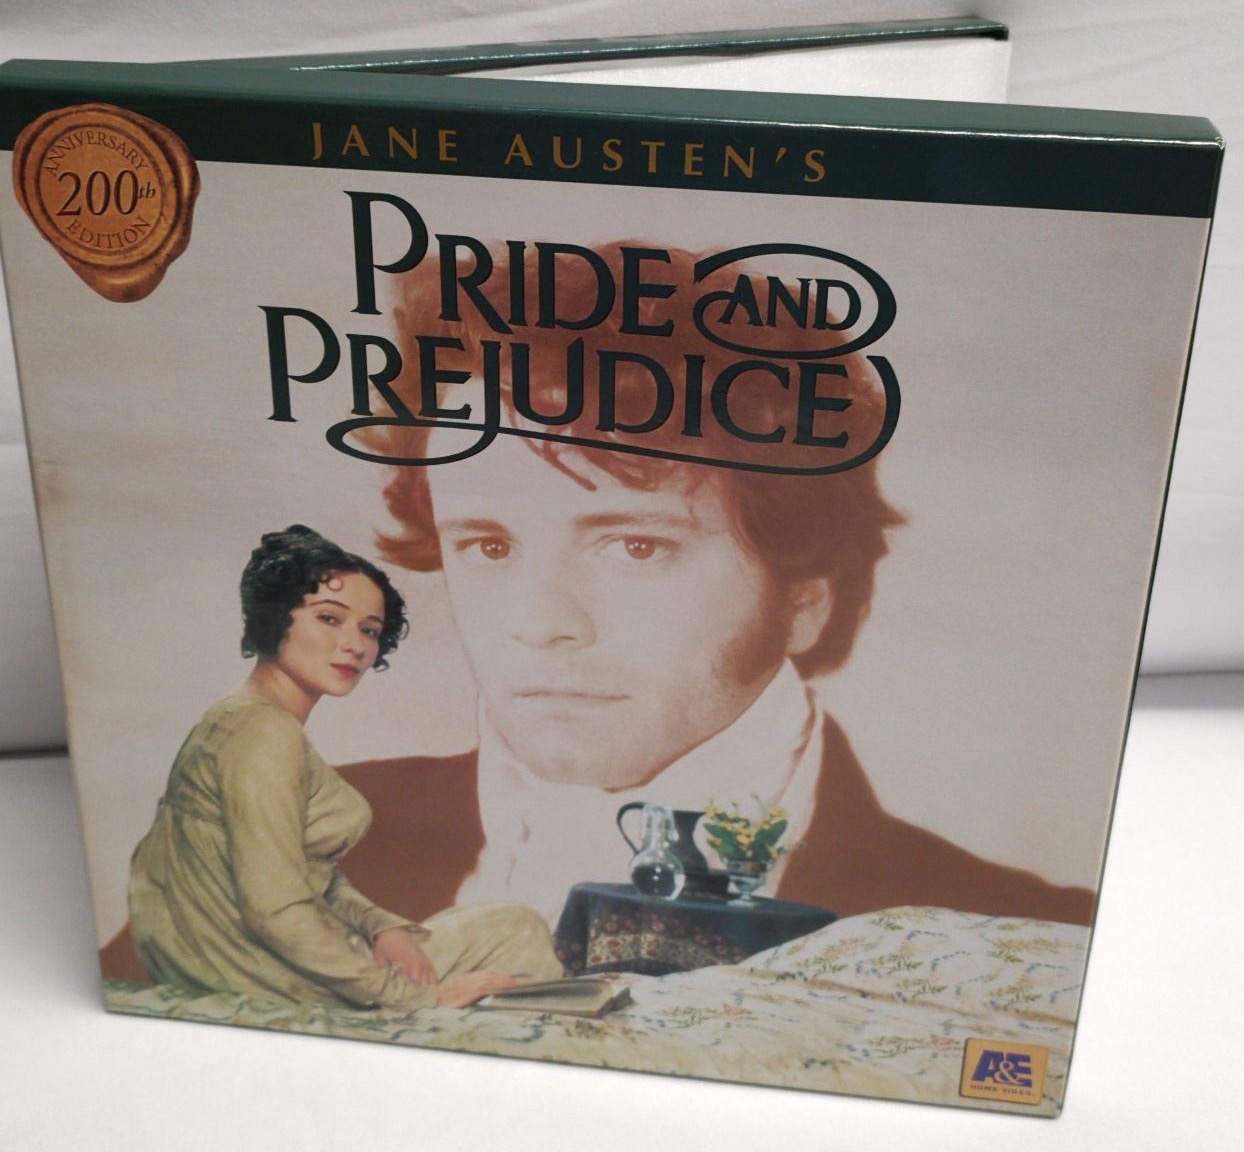 JANE AUSTEN'S
ANNIVERSARY
200th
EDITION
PRIDE AND
PREJUDICE
A&E
HOME VIDEO